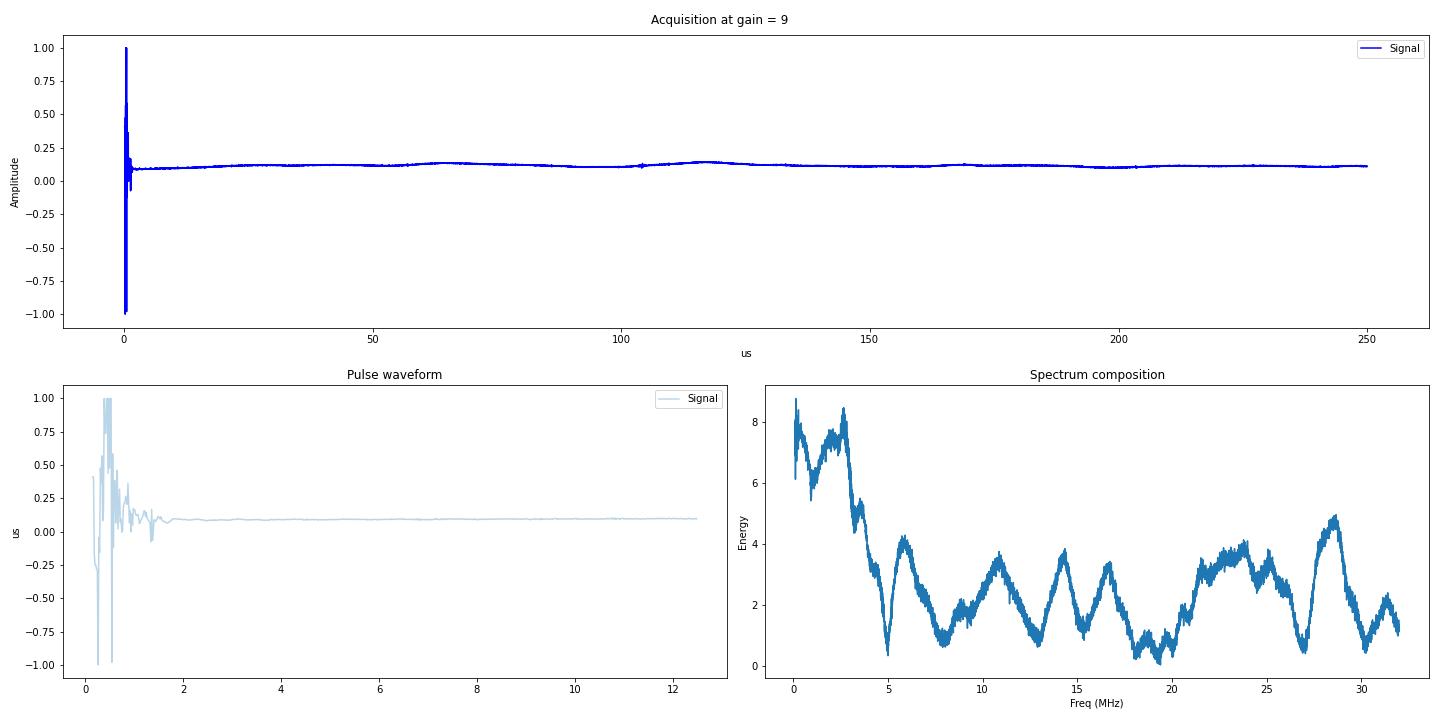 Acquisition at gain = 9
Signal
Amplitude
1.00
0.75
0.50
0.25
0.00
−0.25
−0.50
−0.75
−1.00
0 50 100 150 200 250
us
Pulse waveform
Signal
us
1.00
0.75
0.50
0.25
0.00
−0.25
−0.50
−0.75
−1.00
0 2 4 6 8 10 12
Spectrum composition
Energy
8
6
4
2
0
0 5 10 15 20 25 30
Freq (MHz)